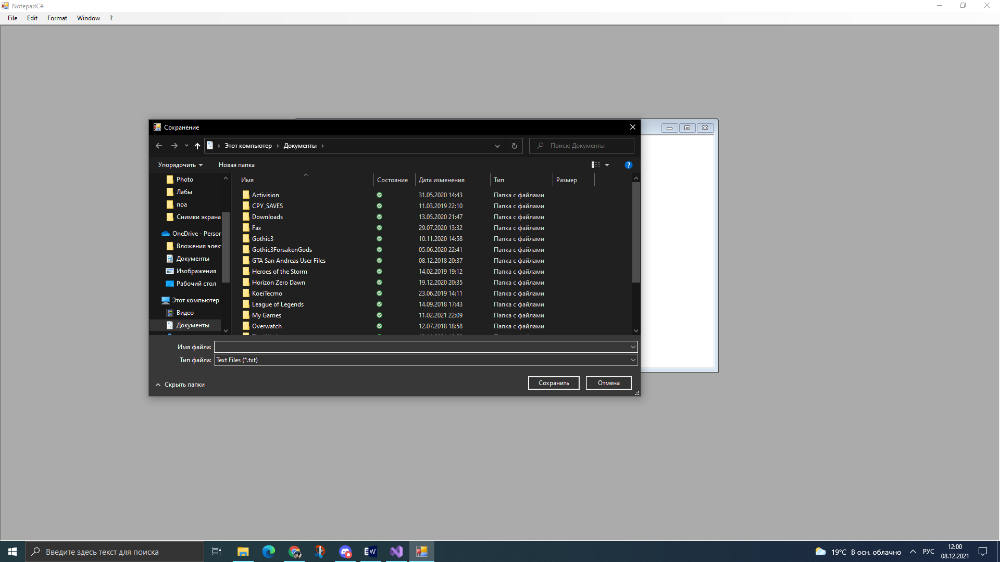 NotepadC#
File Edit Format Window ?
Сохранение
Этот компьютер Документы
Поиск: Документы
Упорядочить Новая папка
Photo
Лабы
поа
Снимки экрана
OneDrive - Person
Вложения элек
Документы
Изображения
Рабочий стол
Этот компьютер
Видео
Документы
Имя Состояние Дата изменения Тип Размер
Activision 31.05.2020 14:43 Папка с файлами
CPY_SAVES 11.03.2019 22:10 Папка с файлами
Downloads 13.05.2020 21:47 Папка с файлами
Fax 29.07.2020 13:32 Папка с файлами
Gothic3 10.11.2020 14:58 Папка с файлами
Gothic3ForsakenGods 05.06.2020 22:41 Папка с файлами
GTA San Andreas User Files 08.12.2018 20:37 Папка с файлами
Heroes of the Storm 14.02.2019 19:12 Папка с файлами
Horizon Zero Dawn 19.12.2020 20:35 Папка с файлами
KoeiTecmo 23.06.2019 14:11 Папка с файлами
League of Legends 14.09.2018 17:43 Папка с файлами
My Games 11.02.2021 22:09 Папка с файлами
Overwatch 12.07.2018 18:58 Папка с файлами
Имя файла:
Тип файла: Text Files (*.txt)
Скрыть папки
Сохранить Отмена
Введите здесь текст для поиска
EW
19°C В осн. облачно
РУС
12:00
08.12.2021